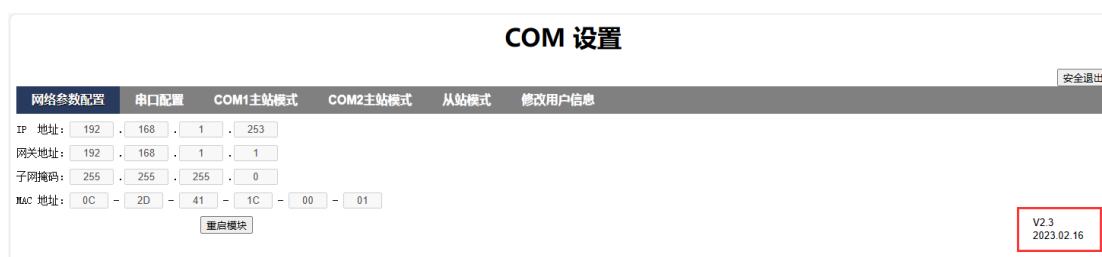 COM 设置
安全退出
网络参数配置 串口配置 COM1主站模式 COM2主站模式 从站模式 修改用户信息
IP 地址: 192 . 168 . 1 . 253
网关地址: 192 . 168 . 1 . 1
子网掩码: 255 . 255 . 255 . 0
MAC 地址: 0C - 2D - 41 - 1C - 00 - 01
重启模块
V2.3
2023.02.16